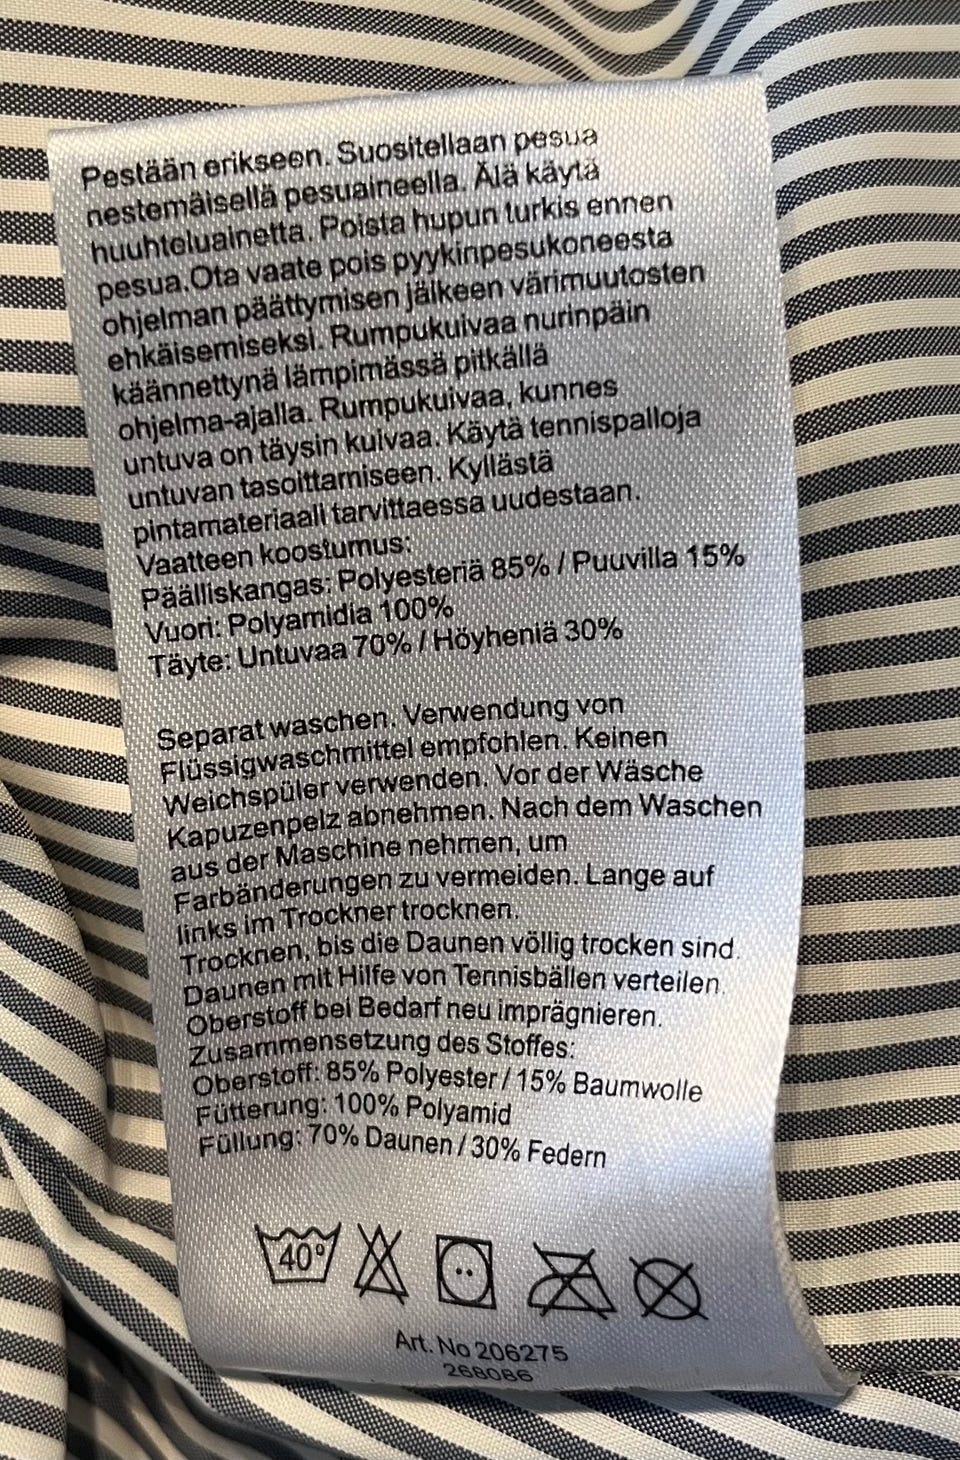 Pestään erikseen. Suositellaan pesua
nestemäisellä pesuaineella. Älä käytä
huuhteluainetta. Poista hupun turkis ennen
pesua.Ota vaate pois pyykinpesukoneesta
ohjelman päättymisen jälkeen värimuutosten
ehkäisemiseksi. Rumpukuivaa nurinpäin
käännettynä lämpimässä pitkällä
ohjelma-ajalla. Rumpukuivaa, kunnes
untuva on täysin kuivaa. Käytä tennispalloja
untuvan tasoittamiseen. Kyllästä
pintamateriaali tarvittaessa uudestaan.
Vaatteen koostumus:
Päälliskangas: Polyesteriä 85% / Puuvilla 15%
Vuori: Polyamidia 100%
Täyte: Untuvaa 70% / Höyheniä 30%
Separat waschen. Verwendung von
Flüssigwaschmittel empfohlen. Keinen
Weichspüler verwenden. Vor der Wäsche
Kapuzenpelz abnehmen. Nach dem Waschen
aus der Maschine nehmen, um
Farbänderungen zu vermeiden. Lange auf
links im Trockner trocknen.
Trocknen, bis die Daunen völlig trocken sind.
Daunen mit Hilfe von Tennisbällen verteilen.
Oberstoff bei Bedarf neu imprägnieren.
Zusammensetzung des Stoffes:
Oberstoff: 85% Polyester / 15% Baumwolle
Fütterung: 100% Polyamid
Füllung: 70% Daunen / 30% Federn
40°
Art. No 206275
268086